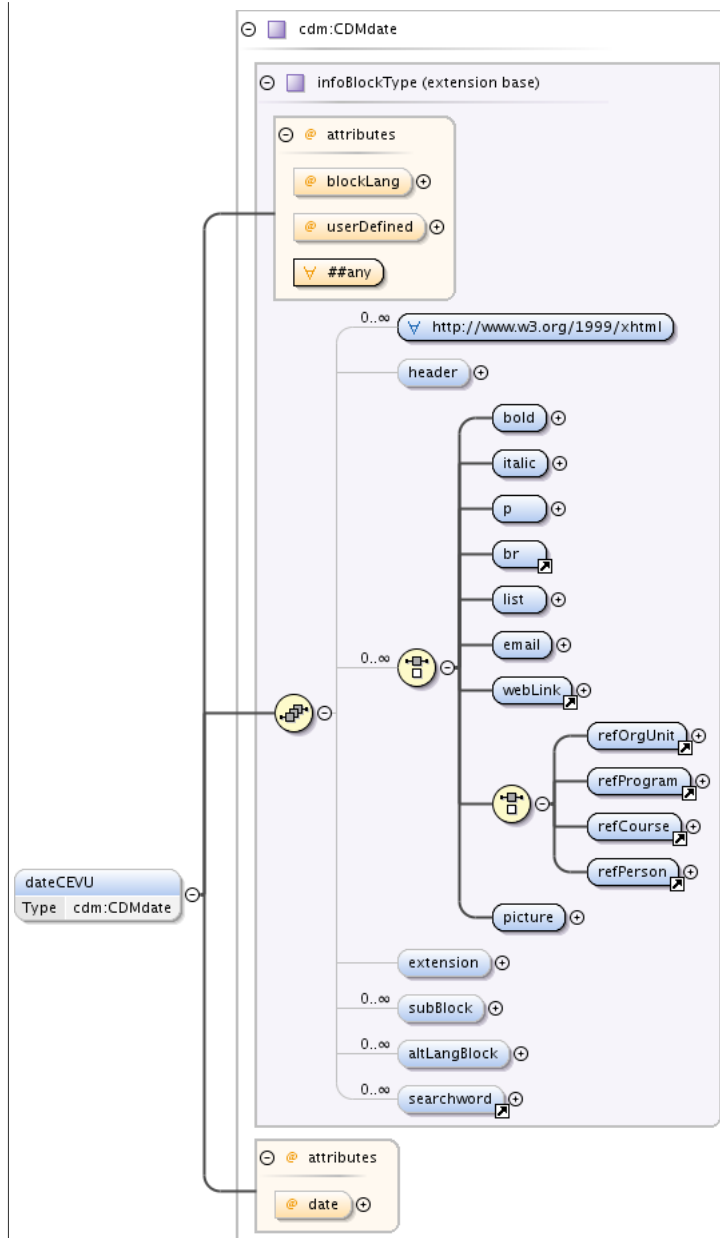 cdm:CDMdate
infoBlockType (extension base)
@ attributes
@ blockLang
@ userDefined
∀ ##any
0..∞
∀ http://www.w3.org/1999/xhtml
header
bold
italic
p
br
list
email
0..∞
webLink
refOrgUnit
refProgram
refCourse
refPerson
picture
dateCEVU
Type cdm:CDMdate
extension
0..∞
subBlock
0..∞
altLangBlock
0..∞
searchword
@ attributes
@ date